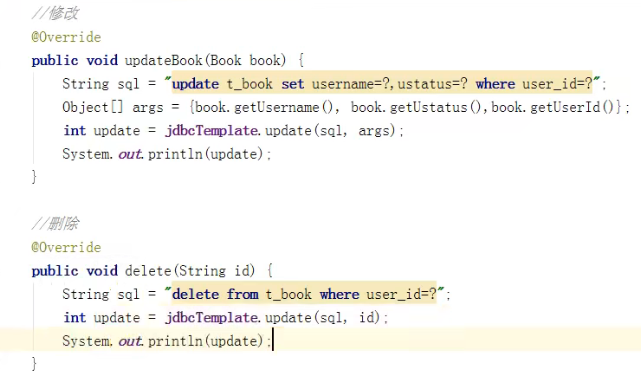 //修改
@Override
public void updateBook(Book book) {
String sql = "update t_book set username=?,ustatus=? where user_id=?";
Object[] args = {book.getUsername(), book.getUstatus(),book.getUserId()};
int update = jdbcTemplate.update(sql, args);
System.out.println(update);
}
//删除
@Override
public void delete(String id) {
String sql = "delete from t_book where user_id=?";
int update = jdbcTemplate.update(sql, id);
System.out.println(update);
}